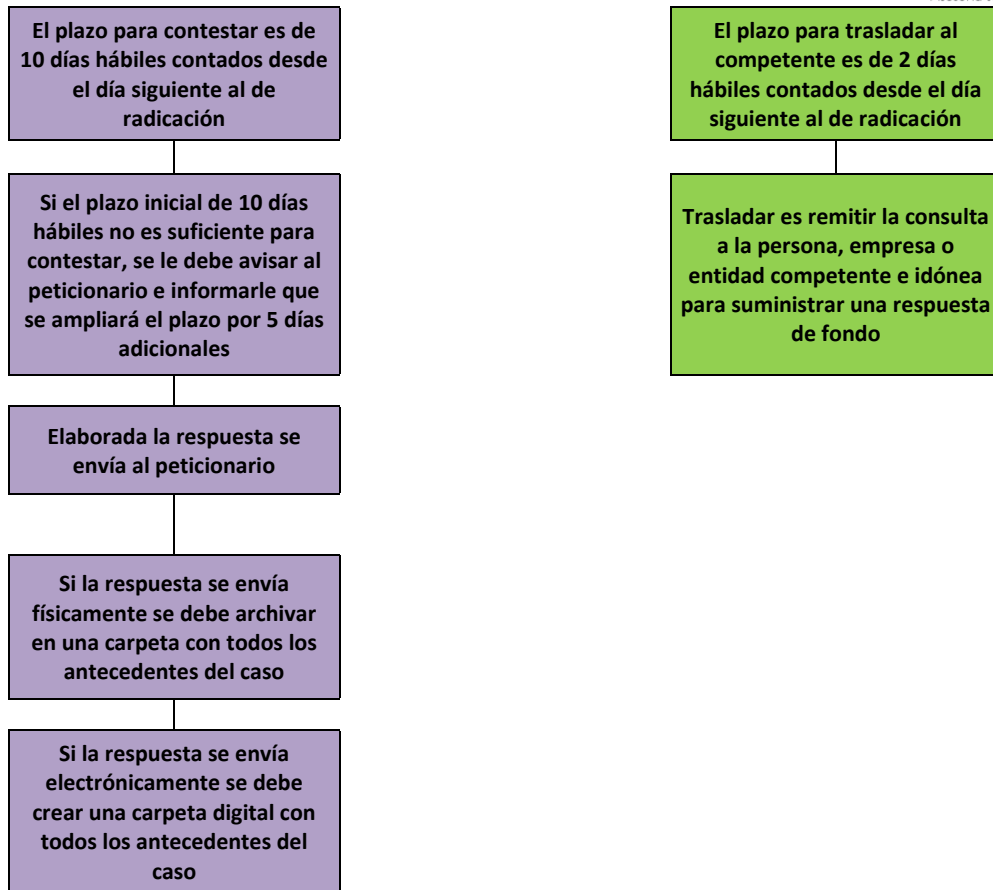 El plazo para contestar es de
10 días hábiles contados desde
el día siguiente al de
radicación
Si el plazo inicial de 10 días
hábiles no es suficiente para
contestar, se le debe avisar al
peticionario e informarle que
se ampliará el plazo por 5 días
adicionales
Elaborada la respuesta se
envía al peticionario
Si la respuesta se envía
físicamente se debe archivar
en una carpeta con todos los
antecedentes del caso
Si la respuesta se envía
electrónicamente se debe
crear una carpeta digital con
todos los antecedentes del
caso
El plazo para trasladar al
competente es de 2 días
hábiles contados desde el día
siguiente al de radicación
Trasladar es remitir la consulta
a la persona, empresa o
entidad competente e idónea
para suministrar una respuesta
de fondo